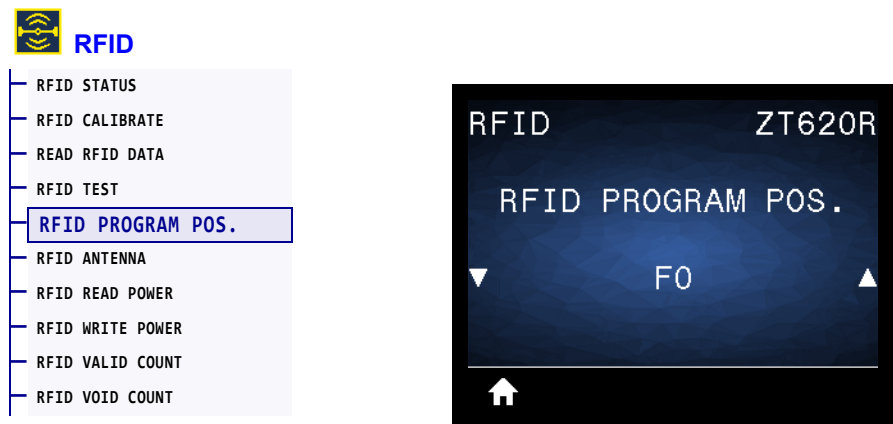 RFID
RFID STATUS
RFID CALIBRATE
READ RFID DATA
RFID TEST
RFID PROGRAM POS.
RFID ANTENNA
RFID READ POWER
RFID WRITE POWER
RFID VALID COUNT
RFID VOID COUNT
RFID ZT620R
RFID PROGRAM POS.
F0